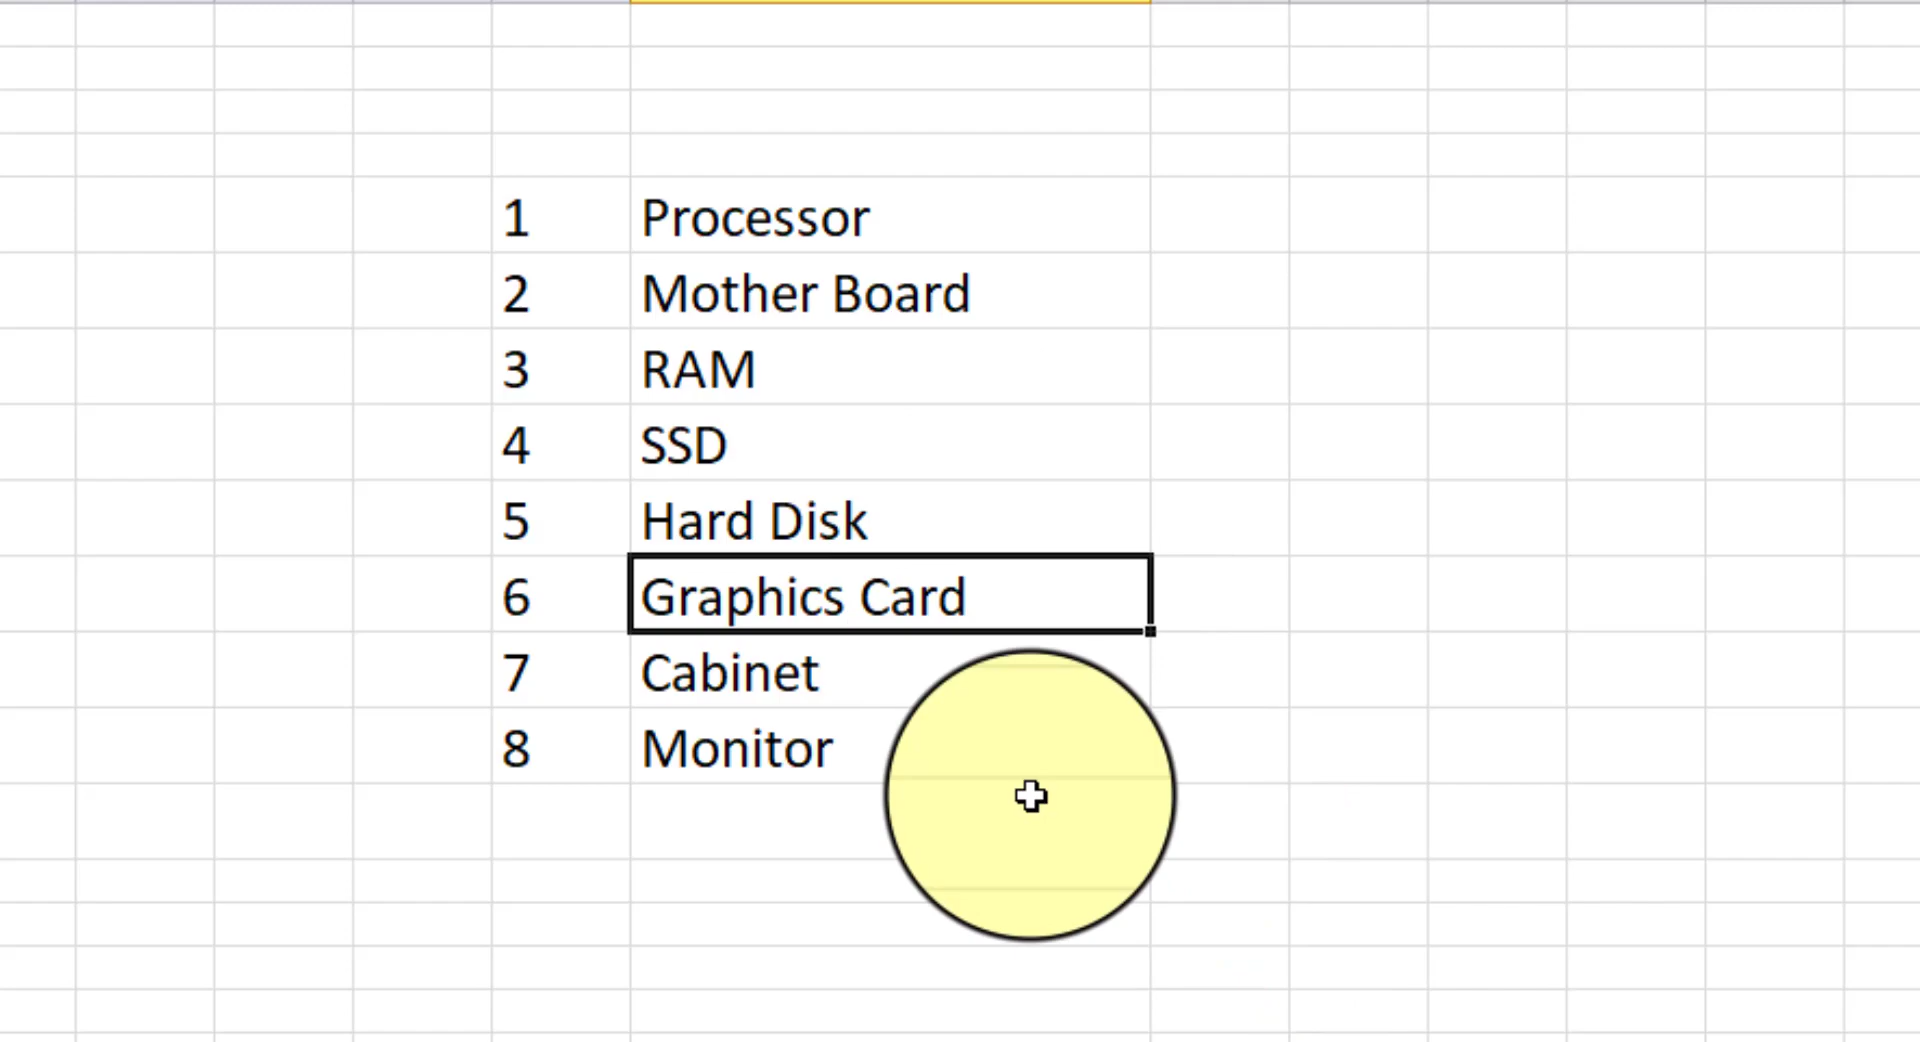 1 Processor
2 Mother Board
3 RAM
4 SSD
5 Hard Disk
6 Graphics Card
7 Cabinet
8 Monitor